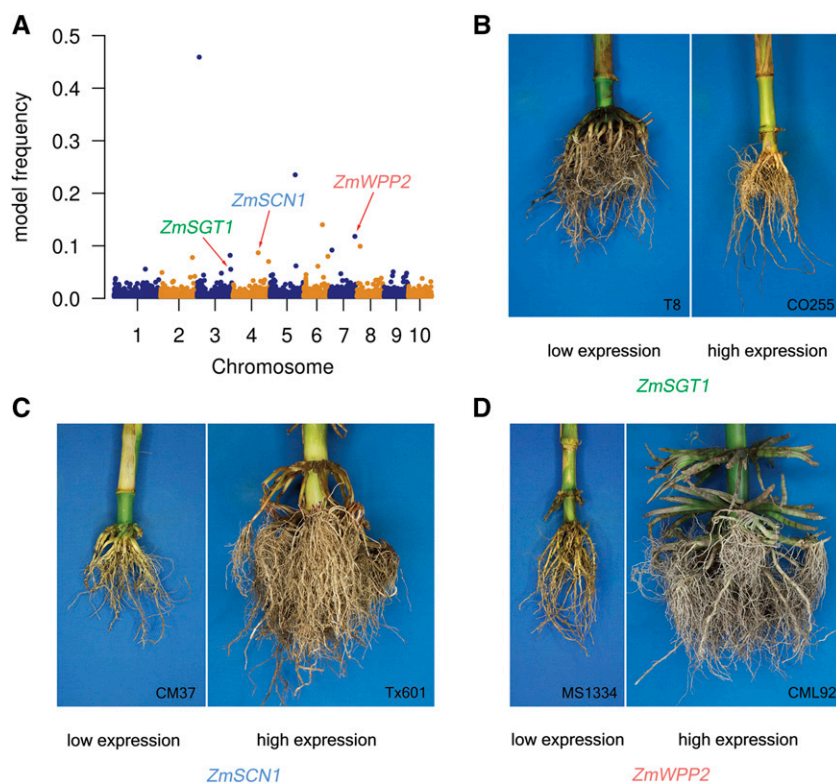 A
0.5
0.4
0.3
0.2
0.1
0.0
model frequency
ZmSGT1
ZmSCN1
ZmWPP2
1 2 3 4 5 6 7 8 9 10
Chromosome
B
T8
CO255
low expression
high expression
ZmSGT1
C
CM37
Tx601
low expression
high expression
ZmSCN1
D
MS1334
CML92
low expression
high expression
ZmWPP2